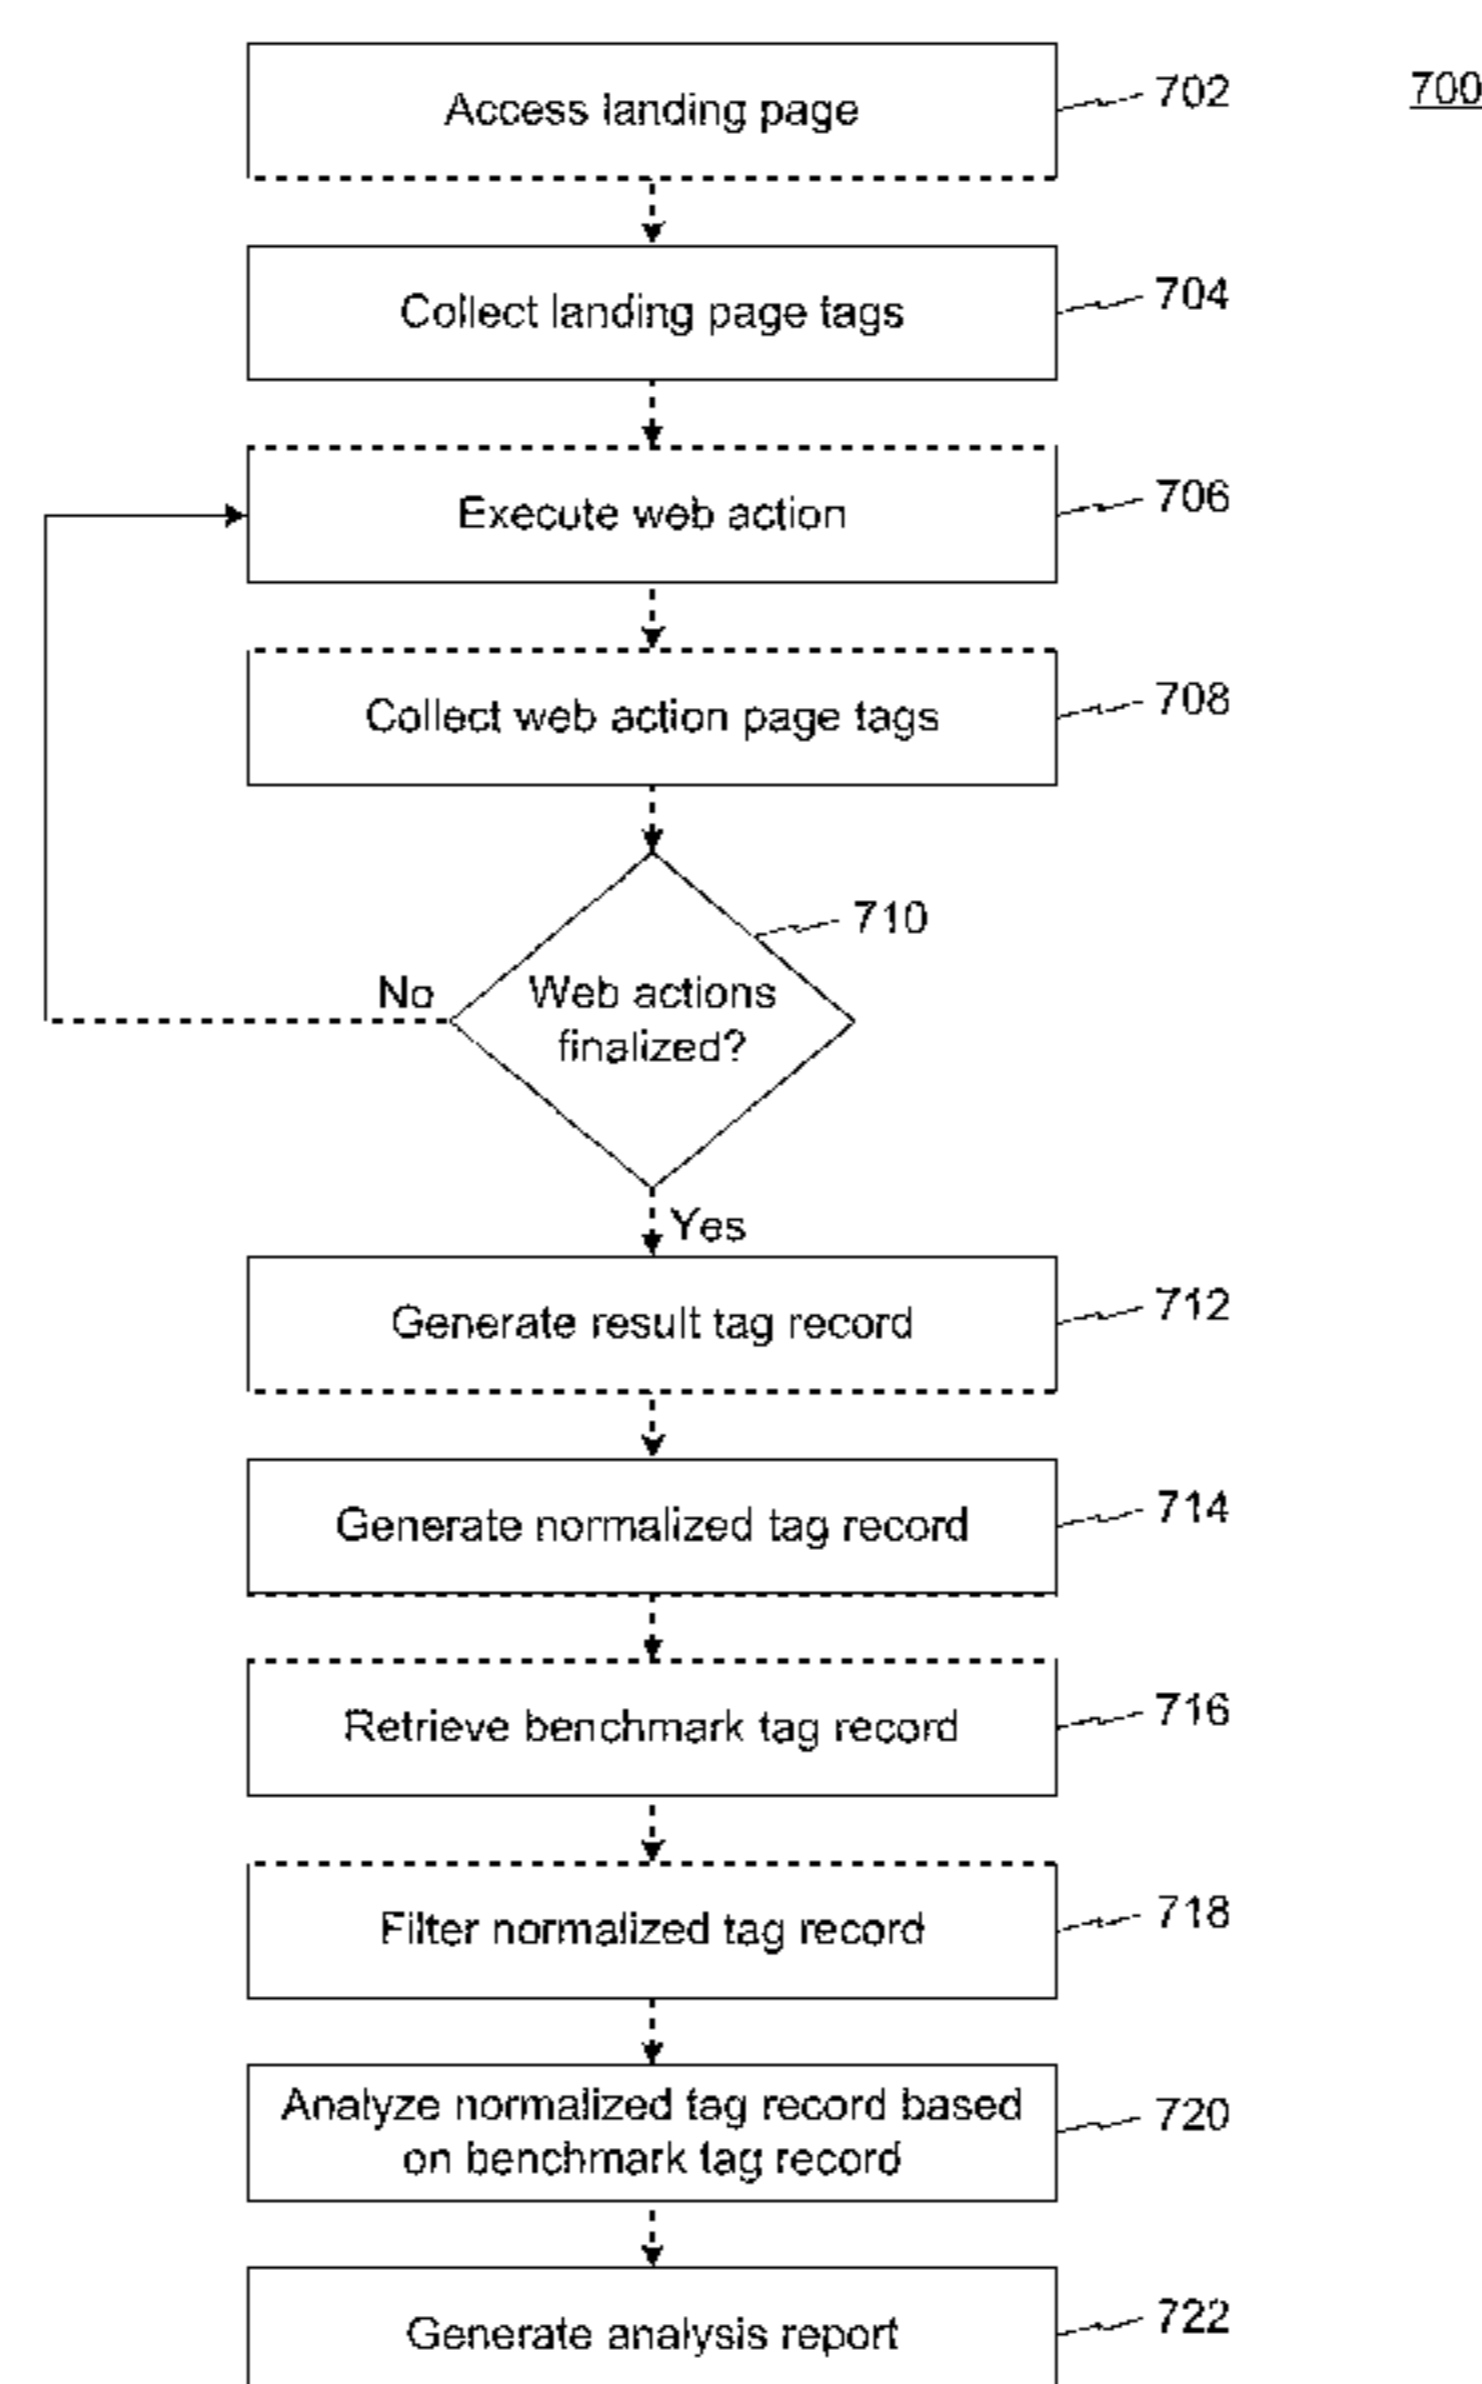 700
Access landing page
702
Collect landing page tags
704
Execute web action
706
Collect web action page tags
708
710
Web actions
finalized?
No
Yes
Generate result tag record
712
Generate normalized tag record
714
Retrieve benchmark tag record
716
Filter normalized tag record
718
Analyze normalized tag record based
on benchmark tag record
720
Generate analysis report
722